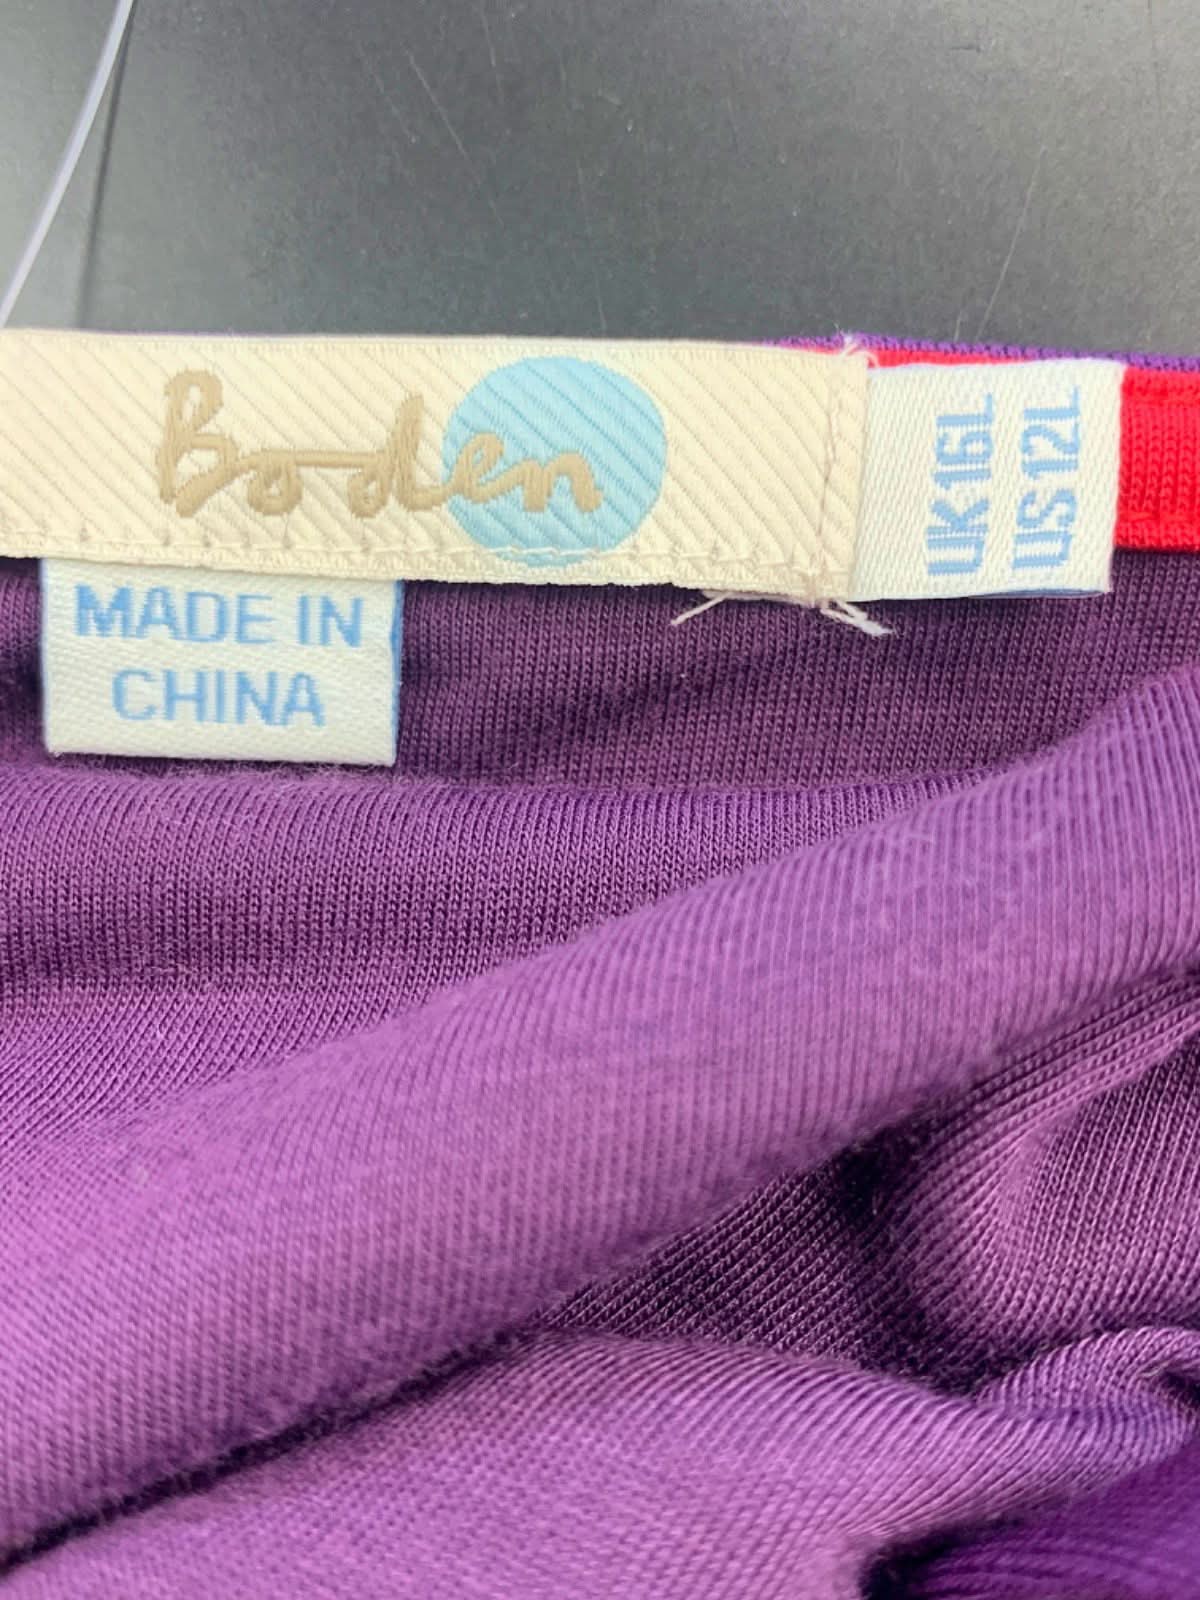 Boden
UK 16L
US 12L
MADE IN
CHINA